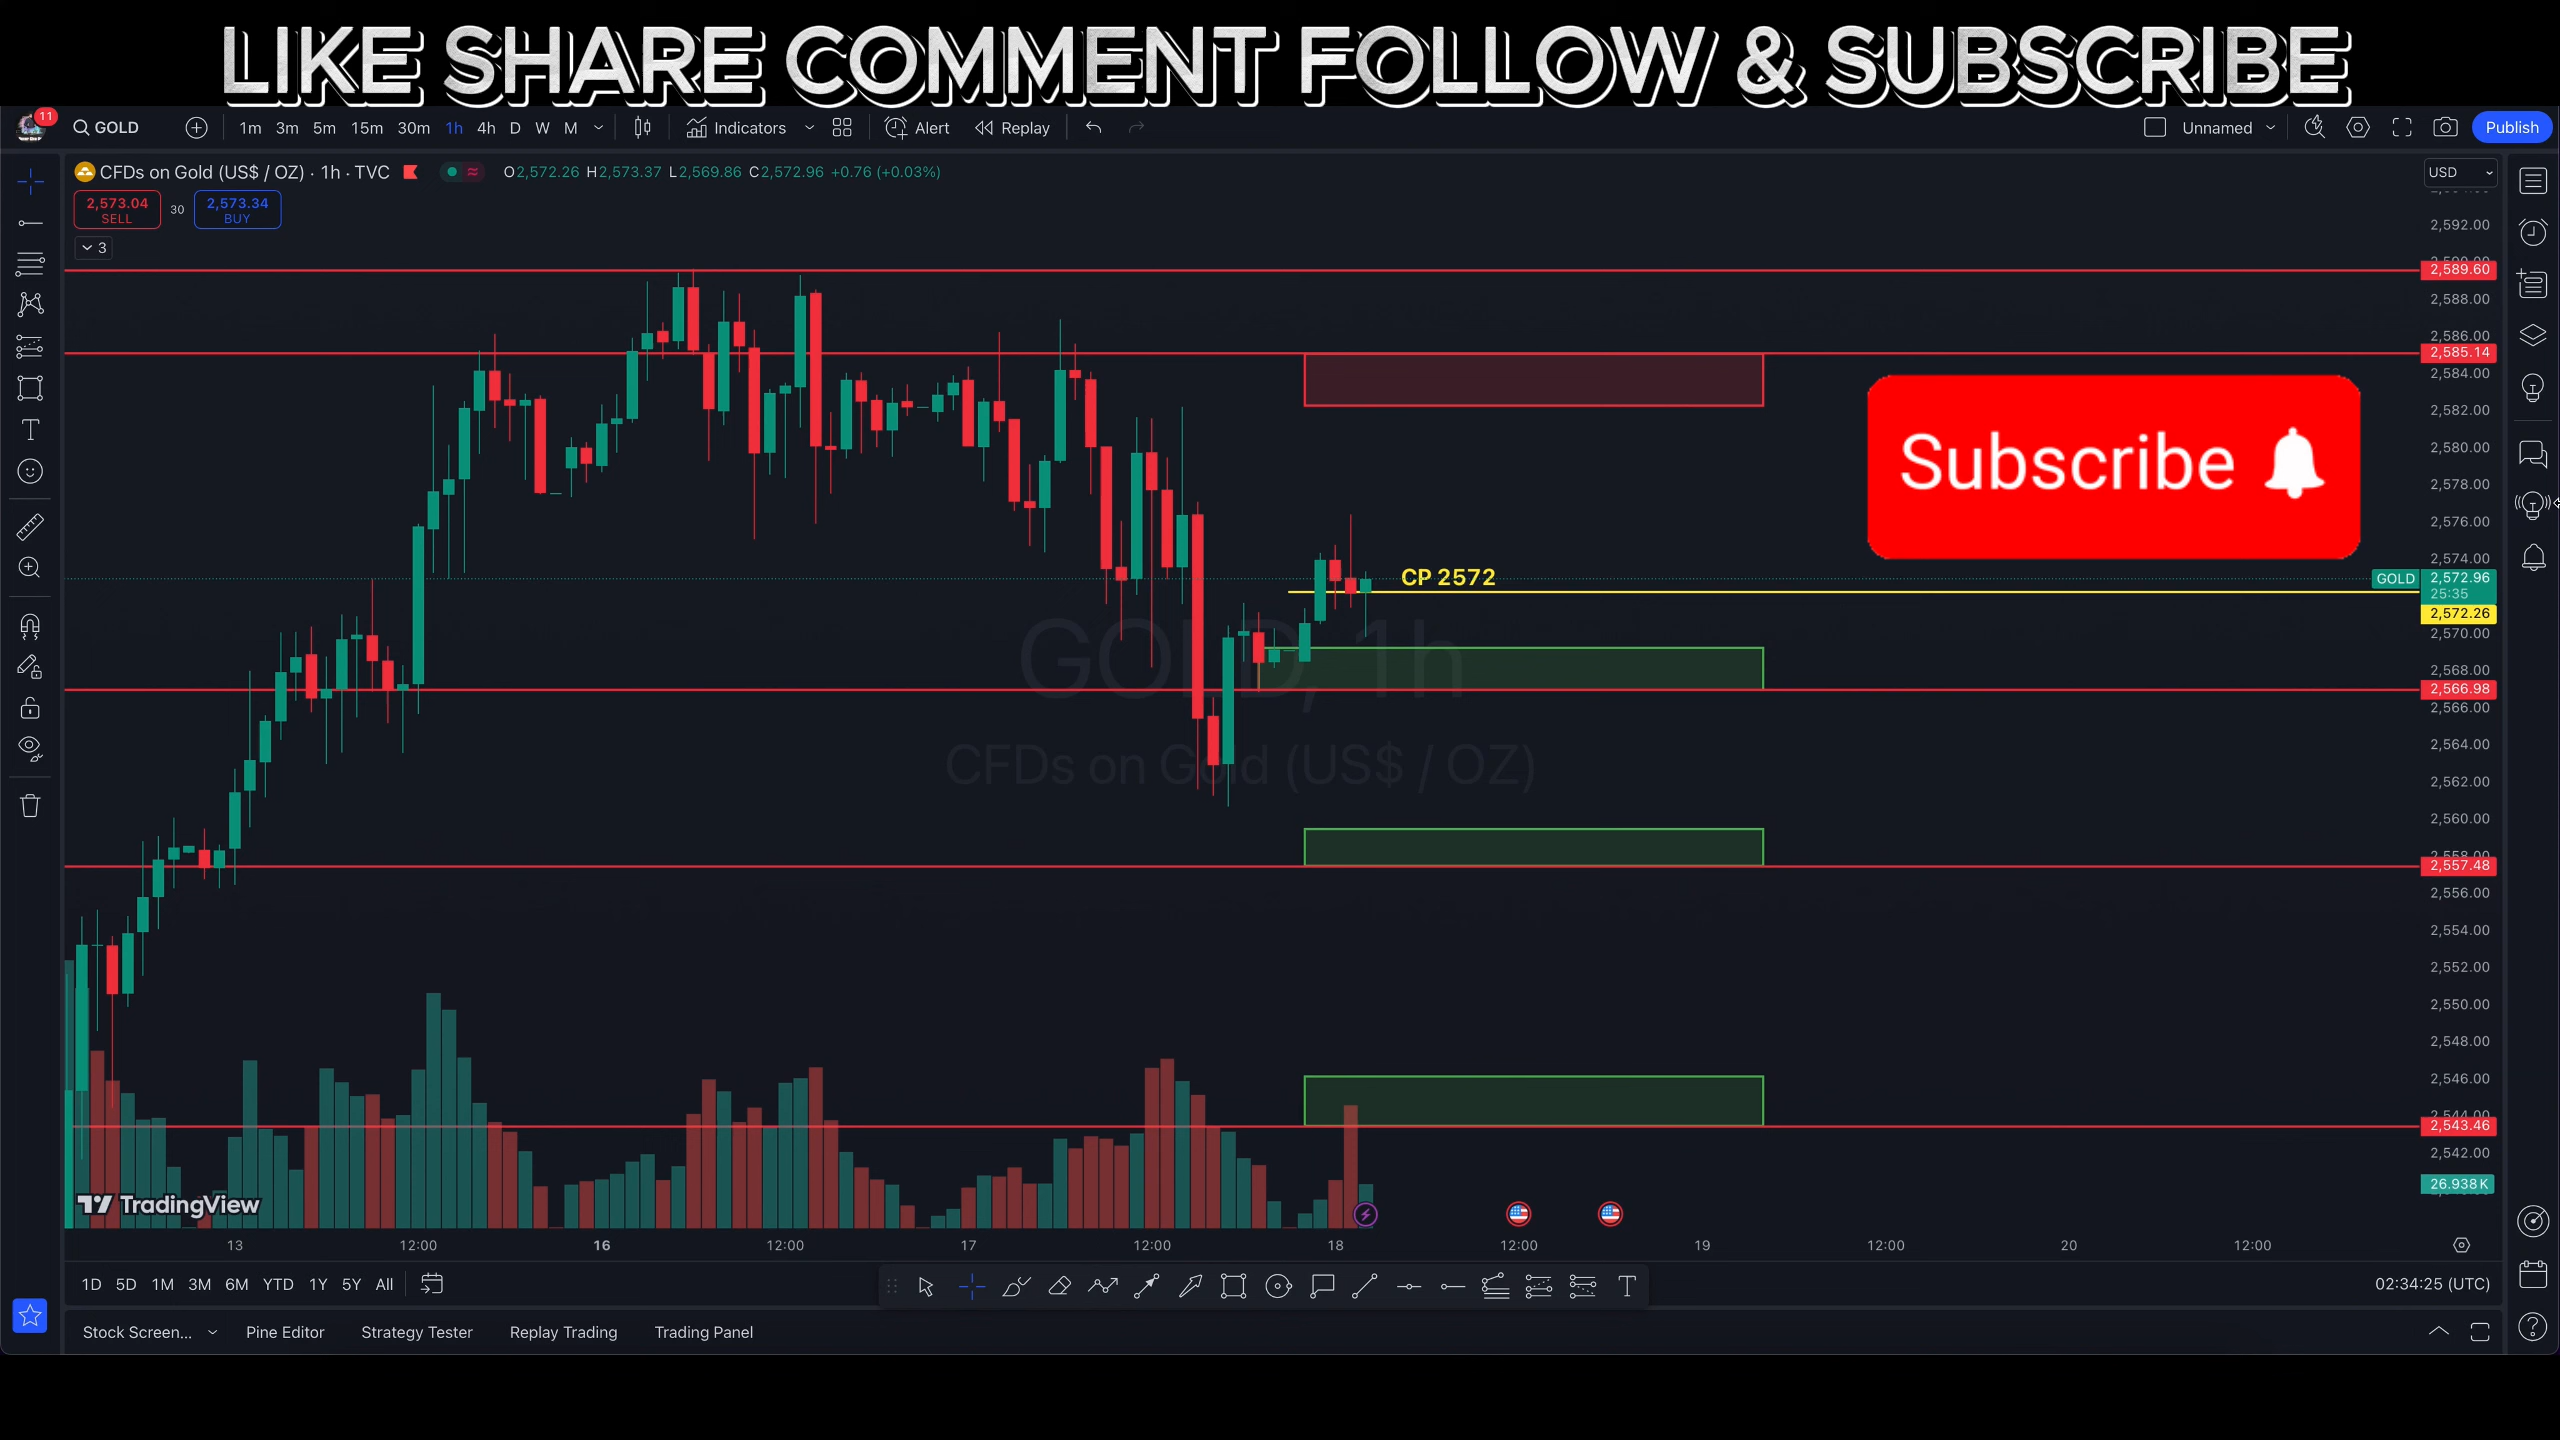 LIKE SHARE COMMENT FOLLOW & SUBSCRIBE
11
GOLD 1m 3m 5m 15m 30m 1h 4h D W M Indicators Alert Replay Unnamed Publish
CFDs on Gold (US$ / OZ) · 1h · TVC O2,572.26 H2,573.37 L2,569.86 C2,572.96 +0.76 (+0.03%) USD
2,573.04 30 2,573.34
SELL BUY
3
2,592.00
2,589.60
2,588.00
2,586.00
2,585.14
2,584.00
2,582.00
2,580.00
2,578.00
2,576.00
2,574.00
Subscribe
CP 2572
GOLD 2,572.96
25:35
2,572.26
2,570.00
2,568.00
2,566.98
2,566.00
2,564.00
2,562.00
2,560.00
2,558.00
2,557.48
2,556.00
2,554.00
2,552.00
2,550.00
2,548.00
2,546.00
2,544.00
2,543.46
2,542.00
26.938K
GOLD, 1h
CFDs on Gold (US$ / OZ)
TradingView
13 12:00 16 12:00 17 12:00 18 12:00 19 12:00 20 12:00
1D 5D 1M 3M 6M YTD 1Y 5Y All 02:34:25 (UTC)
Stock Screen... Pine Editor Strategy Tester Replay Trading Trading Panel